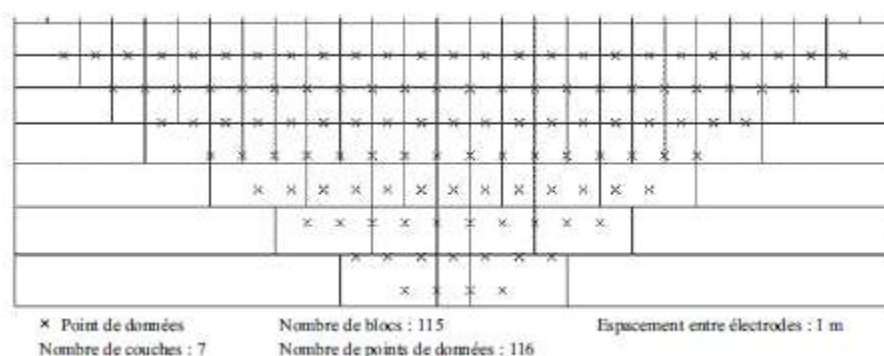 × Point de données Nombre de blocs : 115 Espacement entre électrodes : 1 m
Nombre de couches : 7 Nombre de points de données : 116